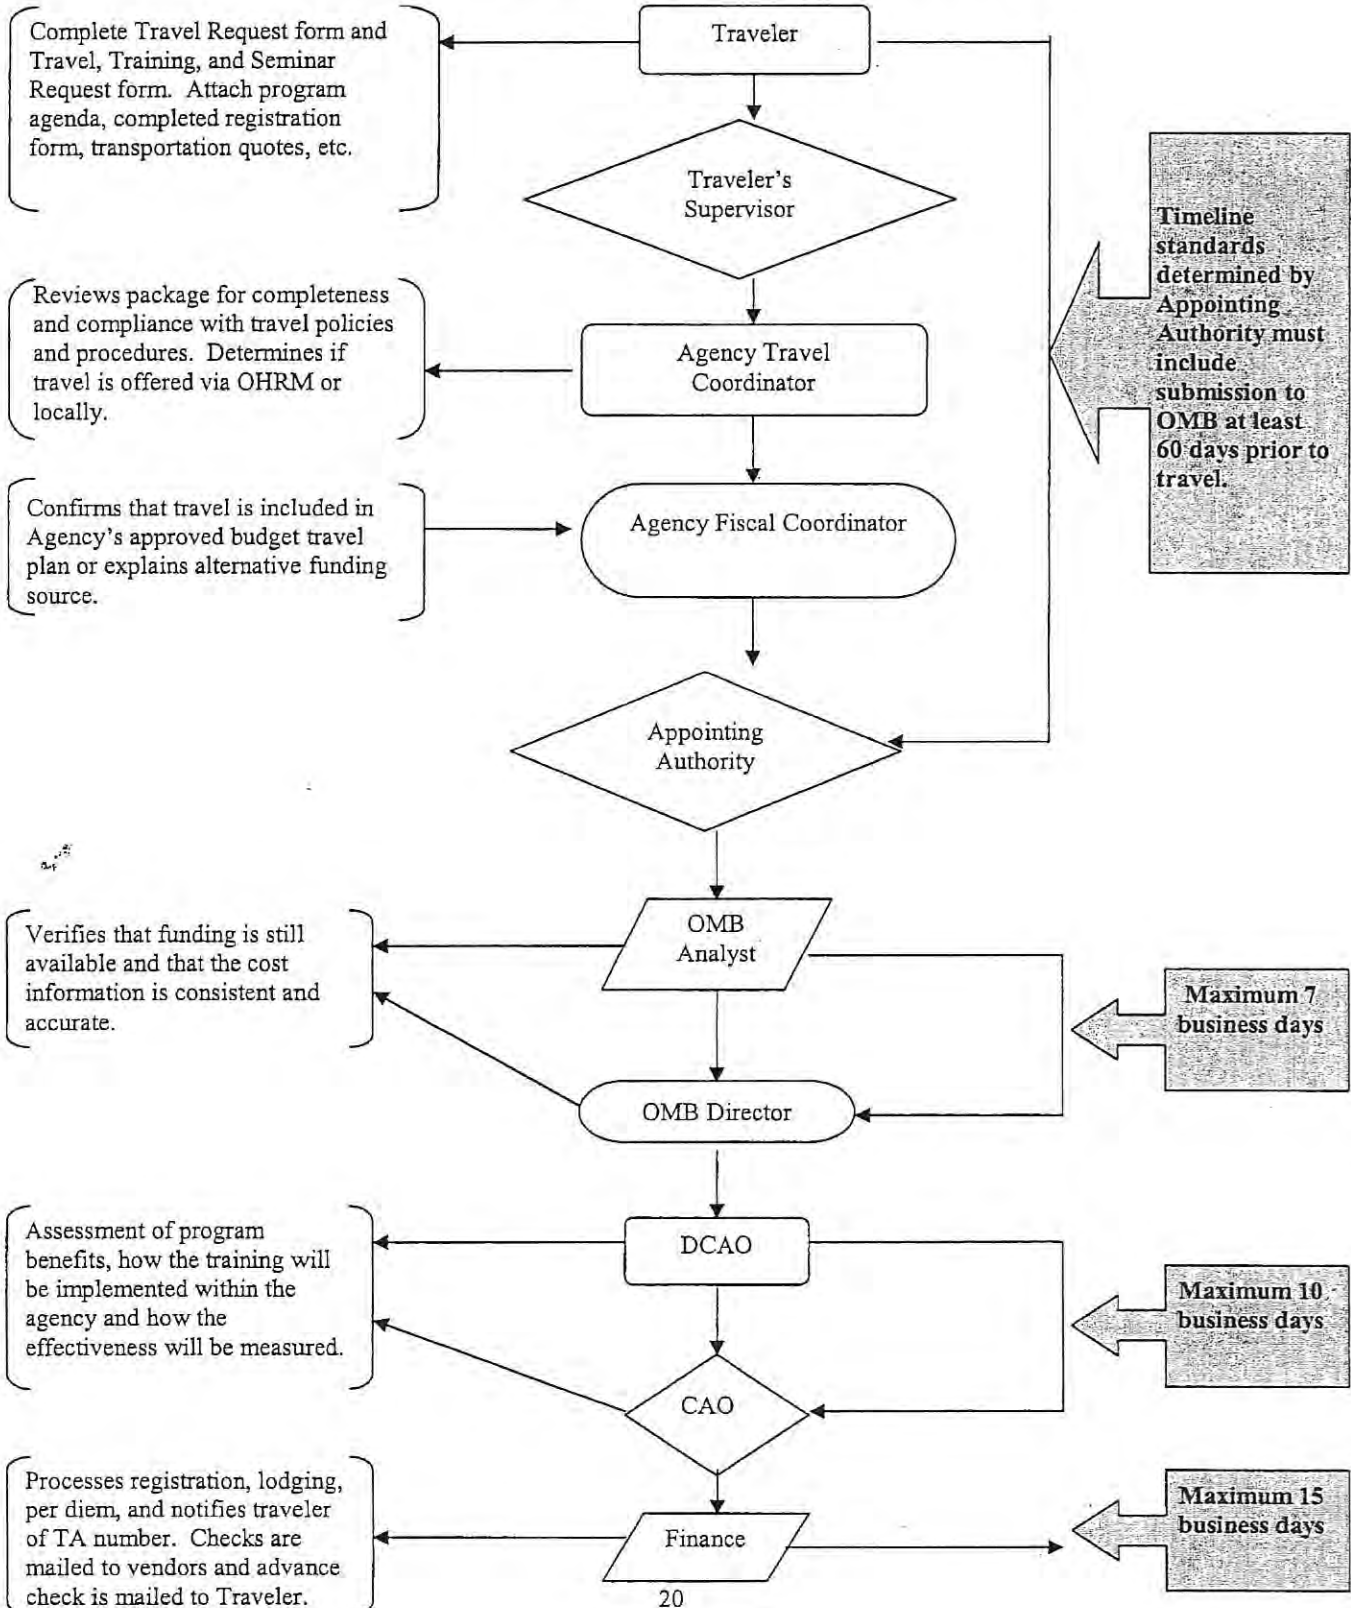 Complete Travel Request form and
Travel, Training, and Seminar
Request form. Attach program
agenda, completed registration
form, transportation quotes, etc.
Traveler
Traveler's
Supervisor
Timeline
standards
determined by
Appointing
Authority must
include
submission to
OMB at least
60 days prior to
travel.
Reviews package for completeness
and compliance with travel policies
and procedures. Determines if
travel is offered via OHRM or
locally.
Agency Travel
Coordinator
Confirms that travel is included in
Agency's approved budget travel
plan or explains alternative funding
source.
Agency Fiscal Coordinator
Appointing
Authority
Verifies that funding is still
available and that the cost
information is consistent and
accurate.
OMB
Analyst
Maximum 7
business days
OMB Director
Assessment of program
benefits, how the training will
be implemented within the
agency and how the
effectiveness will be measured.
DCAO
Maximum 10
business days
CAO
Processes registration, lodging,
per diem, and notifies traveler
of TA number. Checks are
mailed to vendors and advance
check is mailed to Traveler.
Finance
Maximum 15
business days
20